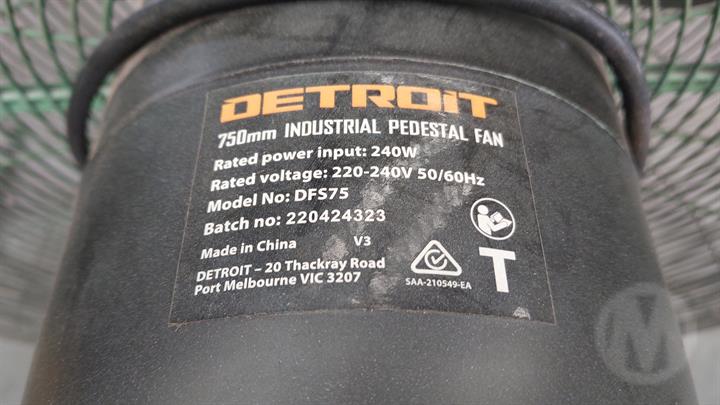 DETROIT
750mm INDUSTRIAL PEDESTAL FAN
Rated power input: 240W
Rated voltage: 220-240V 50/60Hz
Model No: DFS75
Batch no: 220424323
Made in China V3
DETROIT – 20 Thackray Road
Port Melbourne VIC 3207
SAA-210549-EA
T
M